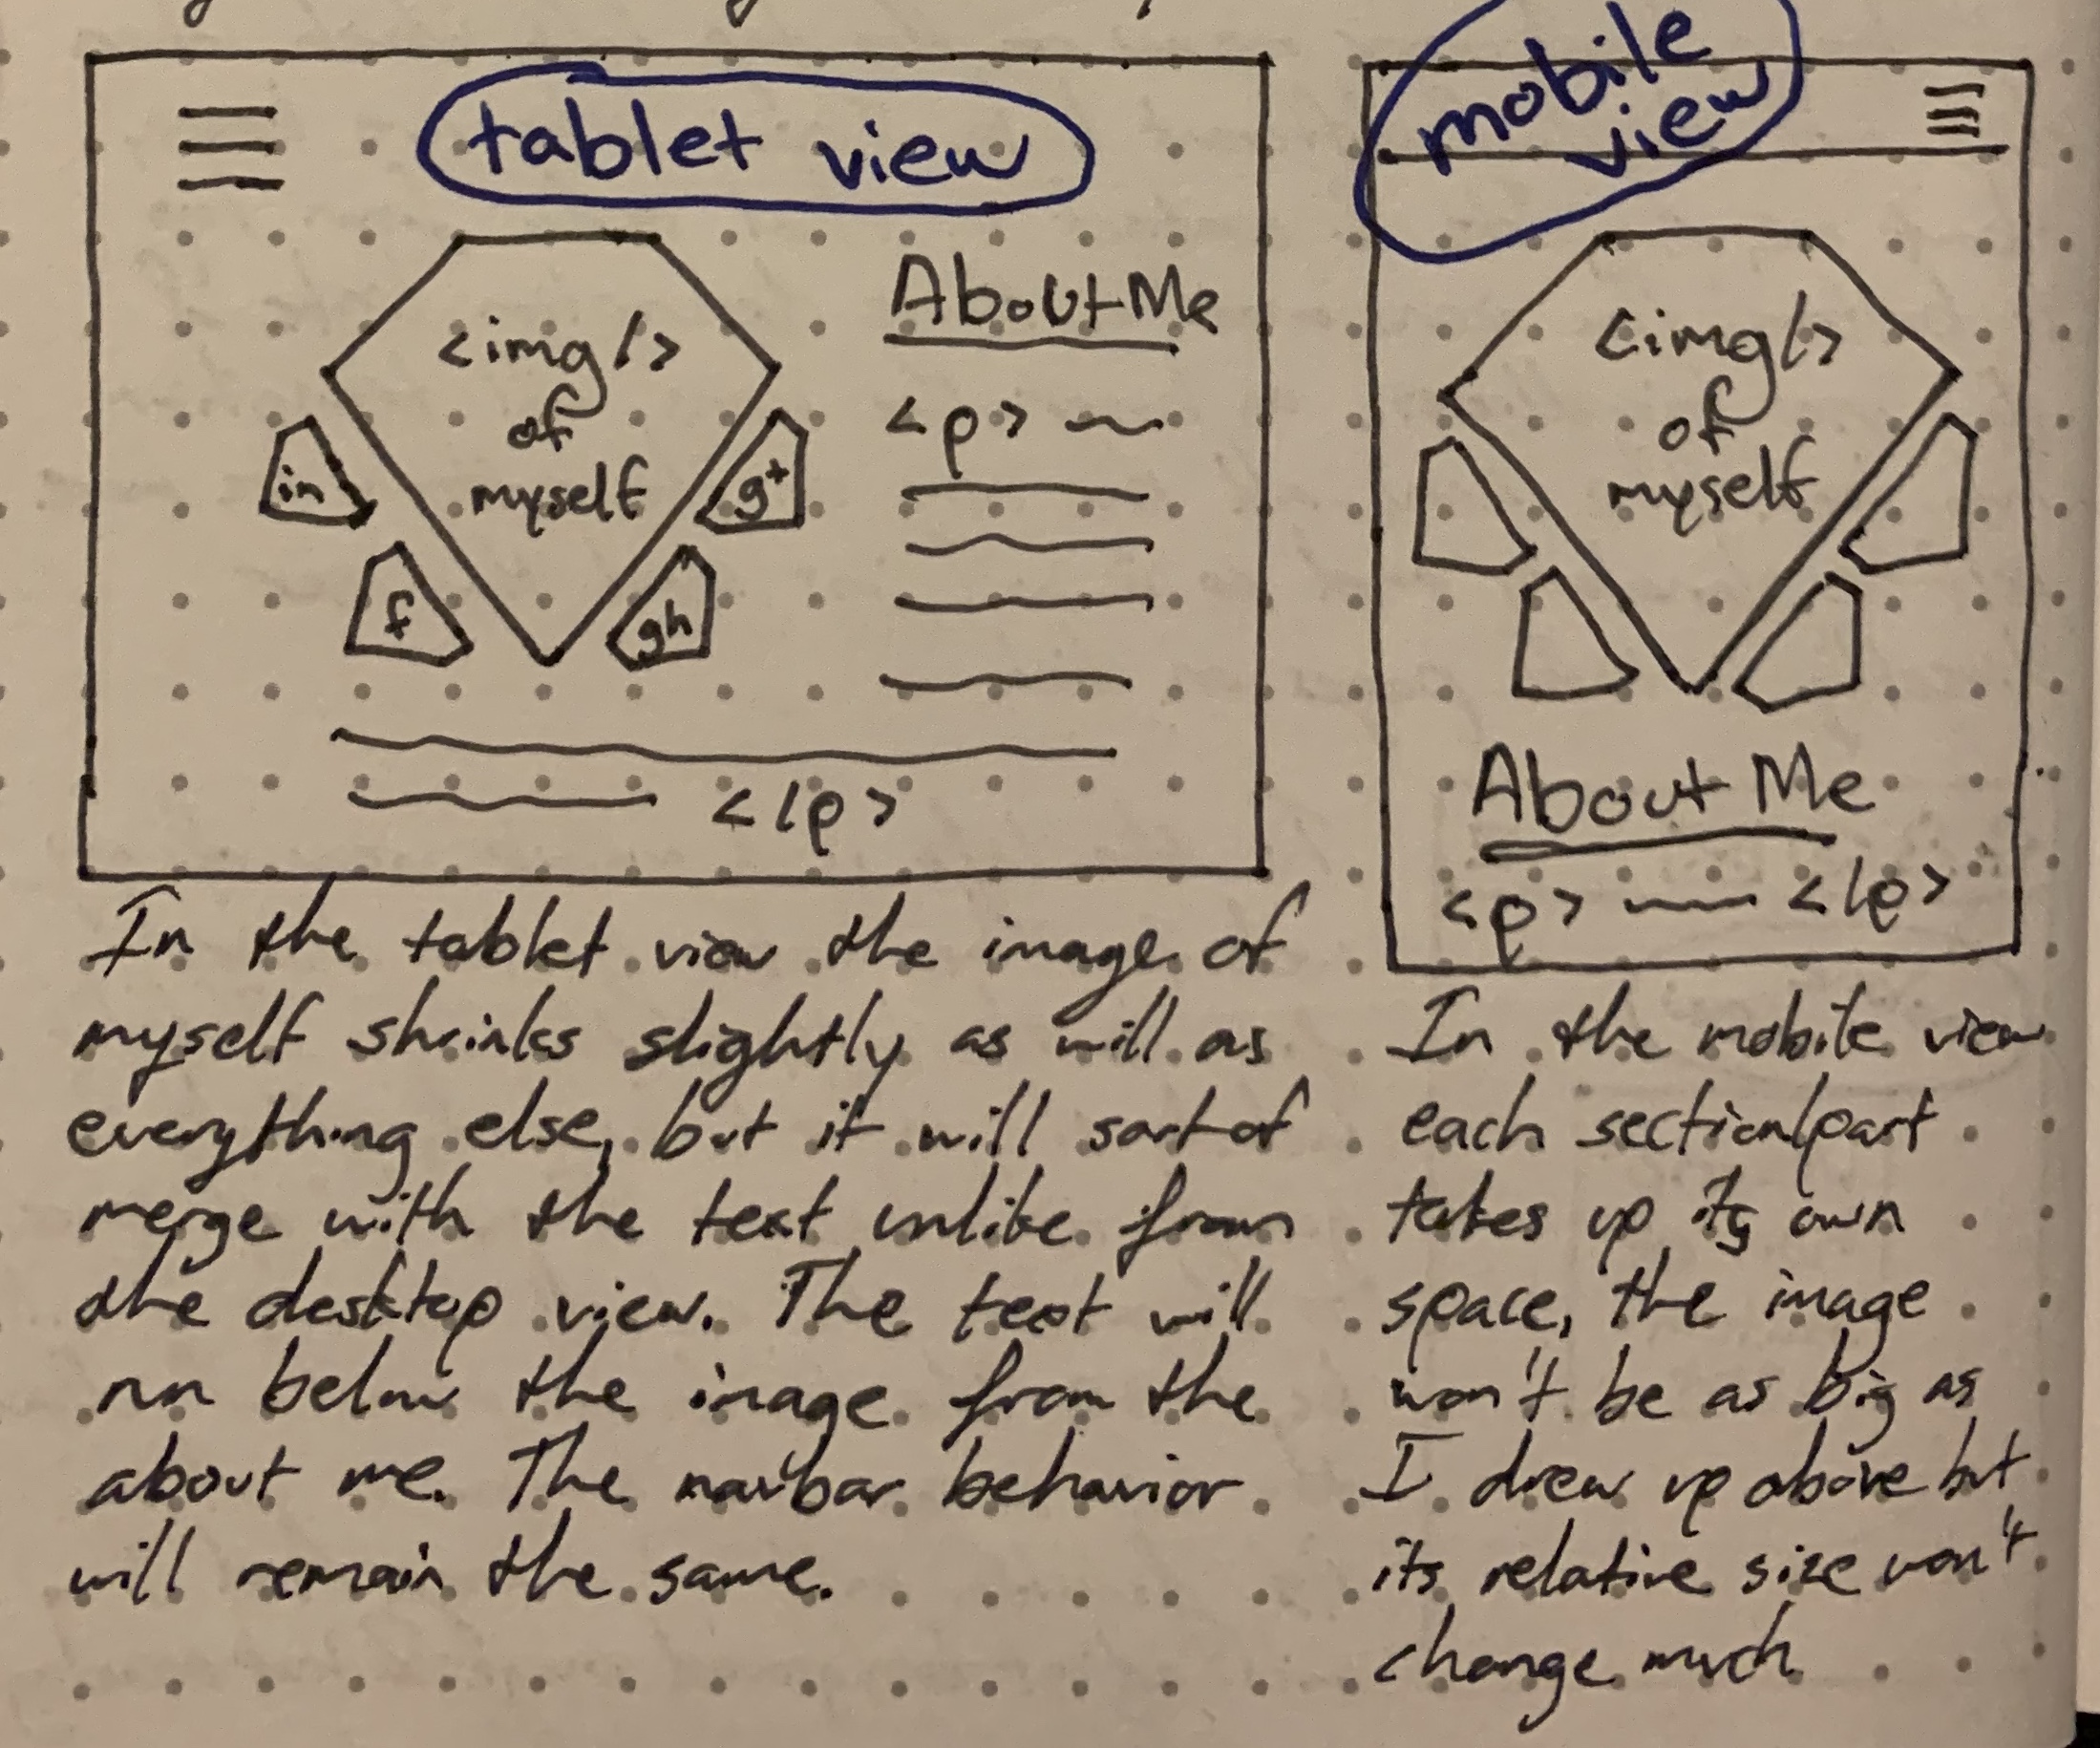 tablet view
<img/>
of
myself
in
f
g+
gh
About Me
<p>
</p>
In the tablet view the image of
myself shrinks slightly as will as
everything else, but it will sort of
merge with the text unlike from
the desktop view. The text will
run below the image from the
about me. The navbar behavior
will remain the same.
mobile
view
<img/>
of
myself
About Me
<p> </p>
In the mobile view
each section/part
takes up its own
space, the image
won't be as big as
I drew up above but
its relative size won't
change much